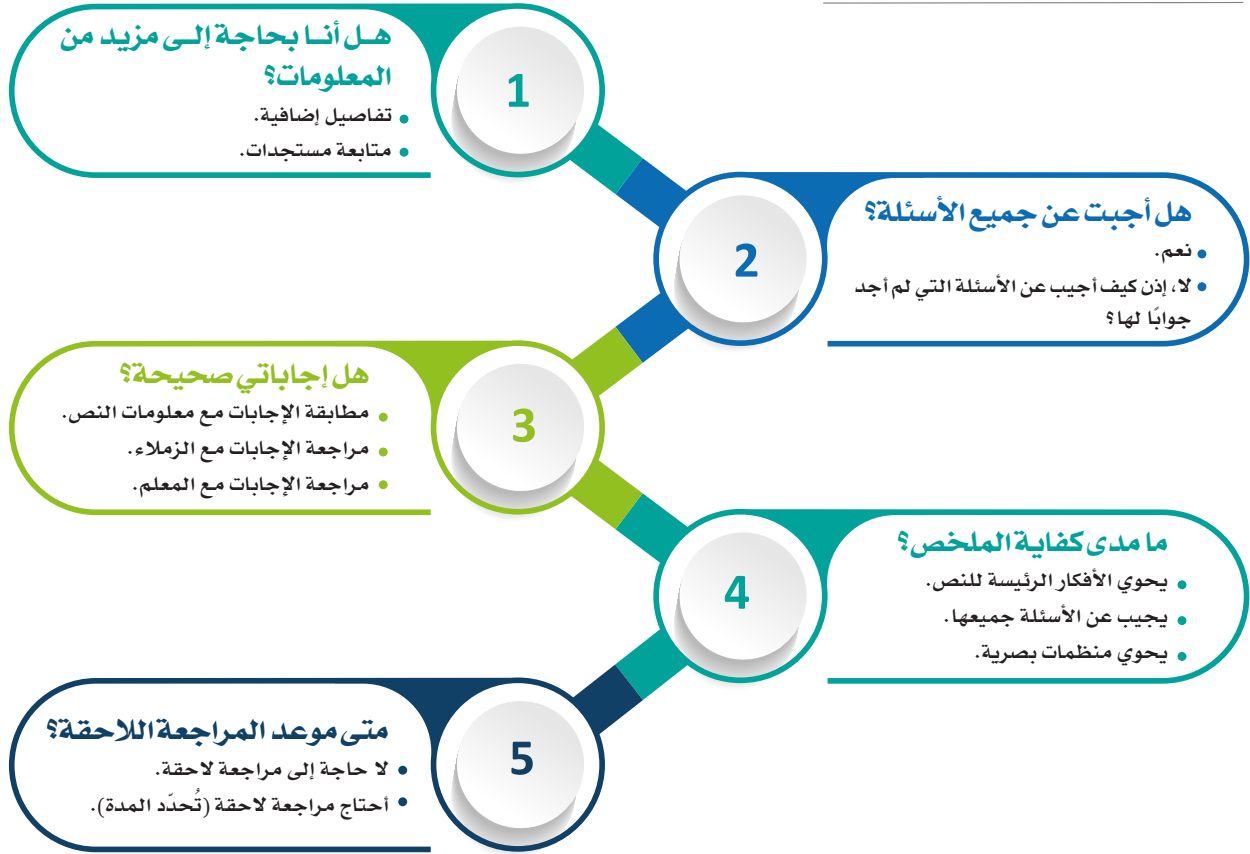 1
هل أنا بحاجة إلى مزيد من
المعلومات؟
• تفاصيل إضافية.
• متابعة مستجدات.
2
هل أجبت عن جميع الأسئلة؟
• نعم.
• لا، إذن كيف أجيب عن الأسئلة التي لم أجد
جوابًا لها؟
3
هل إجاباتي صحيحة؟
• مطابقة الإجابات مع معلومات النص.
• مراجعة الإجابات مع الزملاء.
• مراجعة الإجابات مع المعلم.
4
ما مدى كفاية الملخص؟
• يحوي الأفكار الرئيسة للنص.
• يجيب عن الأسئلة جميعها.
• يحوي منظمات بصرية.
5
متى موعد المراجعة اللاحقة؟
• لا حاجة إلى مراجعة لاحقة.
• أحتاج مراجعة لاحقة (تُحدّد المدة).